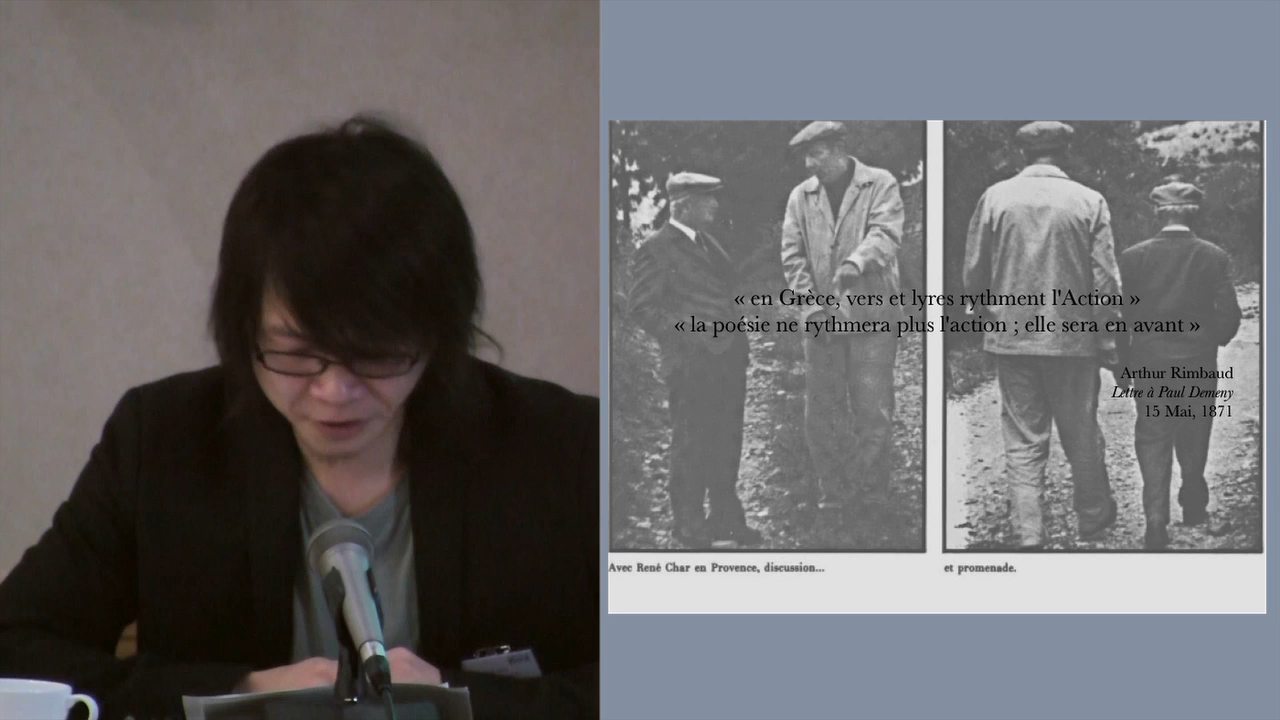 « en Grèce, vers et lyres rythment l'Action »
« la poésie ne rythmera plus l'action ; elle sera en avant »
Arthur Rimbaud
Lettre à Paul Demeny
15 Mai, 1871
Avec René Char en Provence, discussion...
et promenade.